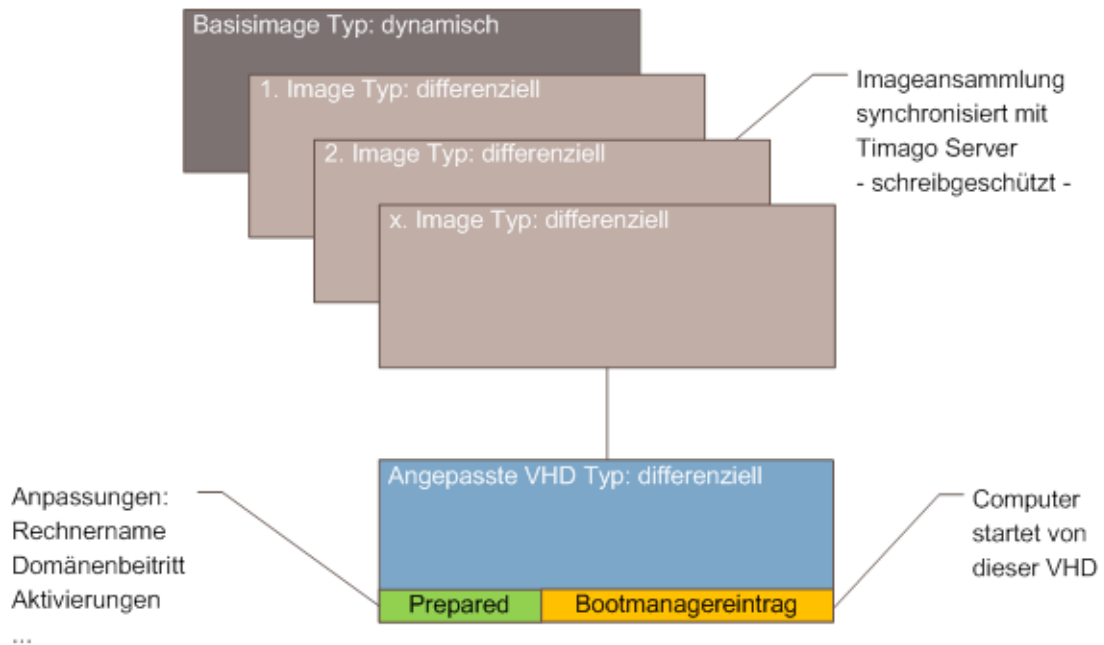 Basisimage Typ: dynamisch
1. Image Typ: differenziell
2. Image Typ: differenziell
x. Image Typ: differenziell
Imageansammlung
synchronisiert mit
Timago Server
- schreibgeschützt -
Angepasste VHD Typ: differenziell
Prepared
Bootmanagereintrag
Anpassungen:
Rechnername
Domänenbeitritt
Aktivierungen
...
Computer
startet von
dieser VHD